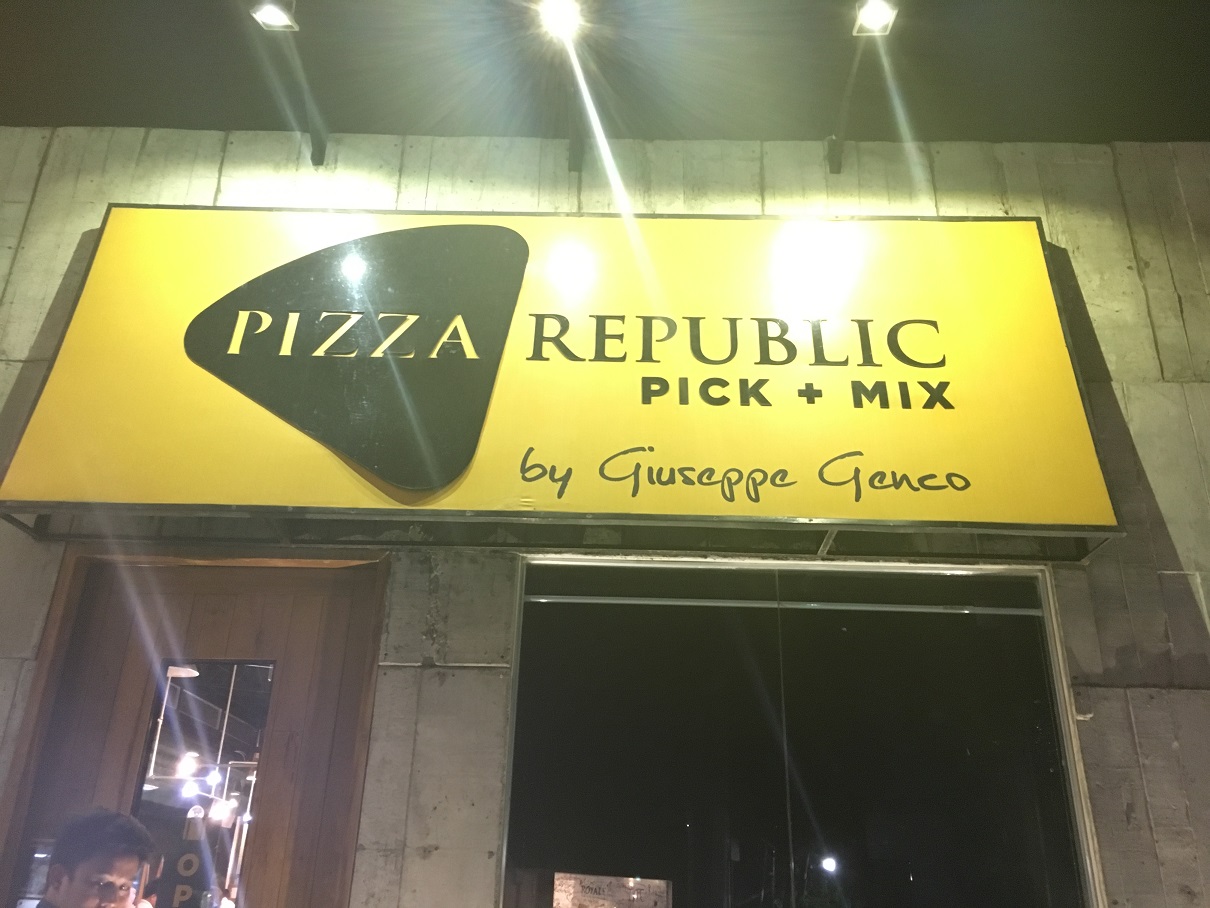 PIZZA REPUBLIC
PICK + MIX
by Giuseppe Genco